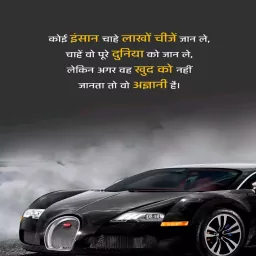 कोई इंसान चाहे लाखों चीजें जान ले,
चाहें वो पूरे दुनिया को जान ले,
लेकिन अगर वह खुद को नहीं
जानता तो वो अज्ञानी हैं।